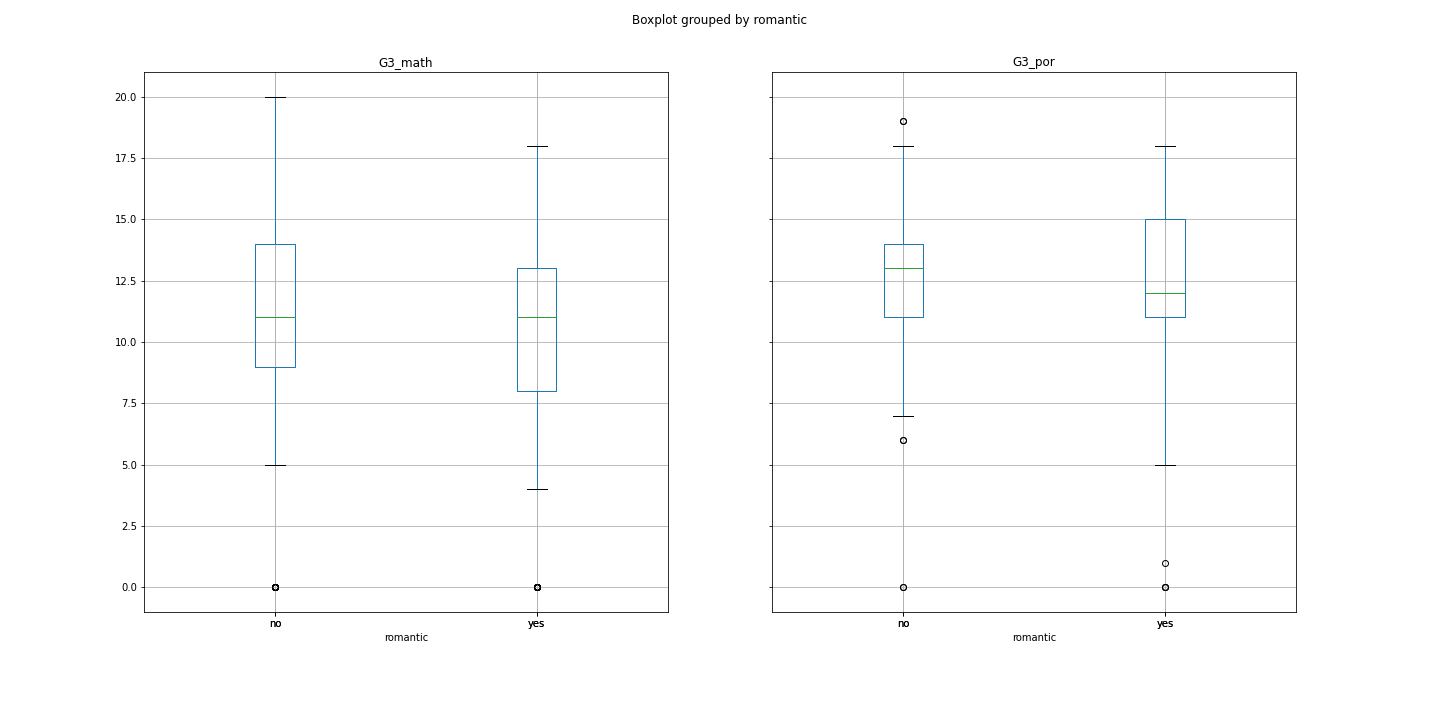 Boxplot grouped by romantic
G3_math
G3_por
20.0
17.5
15.0
12.5
10.0
7.5
5.0
2.5
0.0
no
yes
no
yes
romantic
romantic